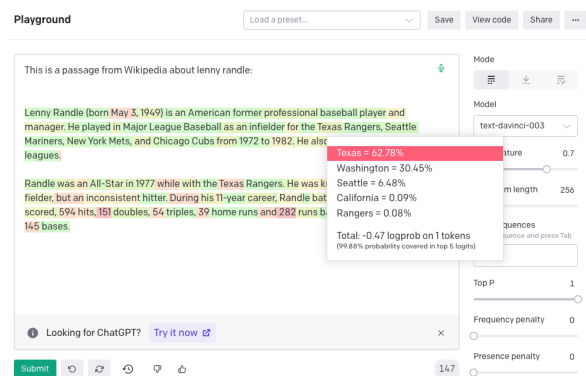 Playground
Load a preset...
Save
View code
Share
...
This is a passage from Wikipedia about lenny randle:
Lenny Randle (born May 3, 1949) is an American former professional baseball player and
manager. He played in Major League Baseball as an infielder for the Texas Rangers, Seattle
Mariners, New York Mets, and Chicago Cubs from 1972 to 1982. He also
leagues.
Randle was an All-Star in 1977 while with the Texas Rangers. He was
fielder, but an inconsistent hitter. During his 11-year career, Randle
scored, 594 hits, 151 doubles, 54 triples, 39 home runs and 282 runs
145 bases.
Texas = 62.78%
Washington = 30.45%
Seattle = 6.48%
California = 0.09%
Rangers = 0.08%
Total: -0.47 logprob on 1 tokens
(99.88% probability covered in top 5 logits)
Looking for ChatGPT?
Try it now
Submit
147
Mode
Model
text-davinci-003
0.7
length
256
and press Tab
Top P
1
Frequency penalty
0
Presence penalty
0